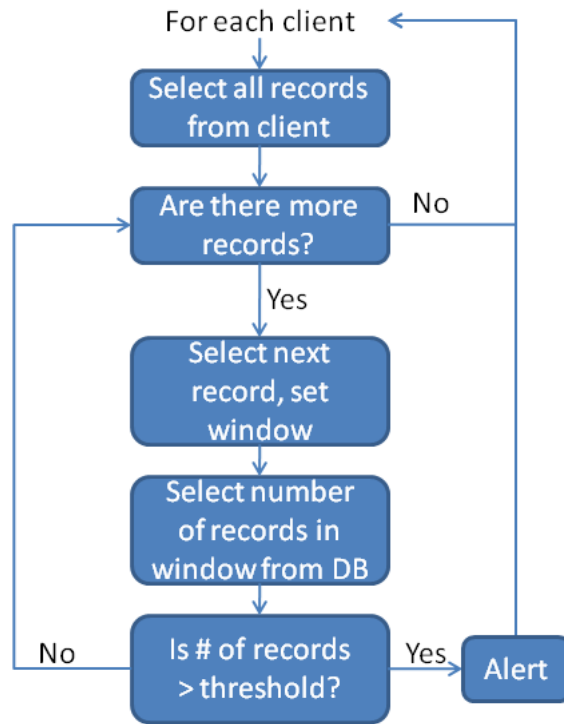 For each client
Select all records
from client
Are there more
records?
No
Yes
Select next
record, set
window
Select number
of records in
window from DB
No
Is # of records
> threshold?
Yes
Alert